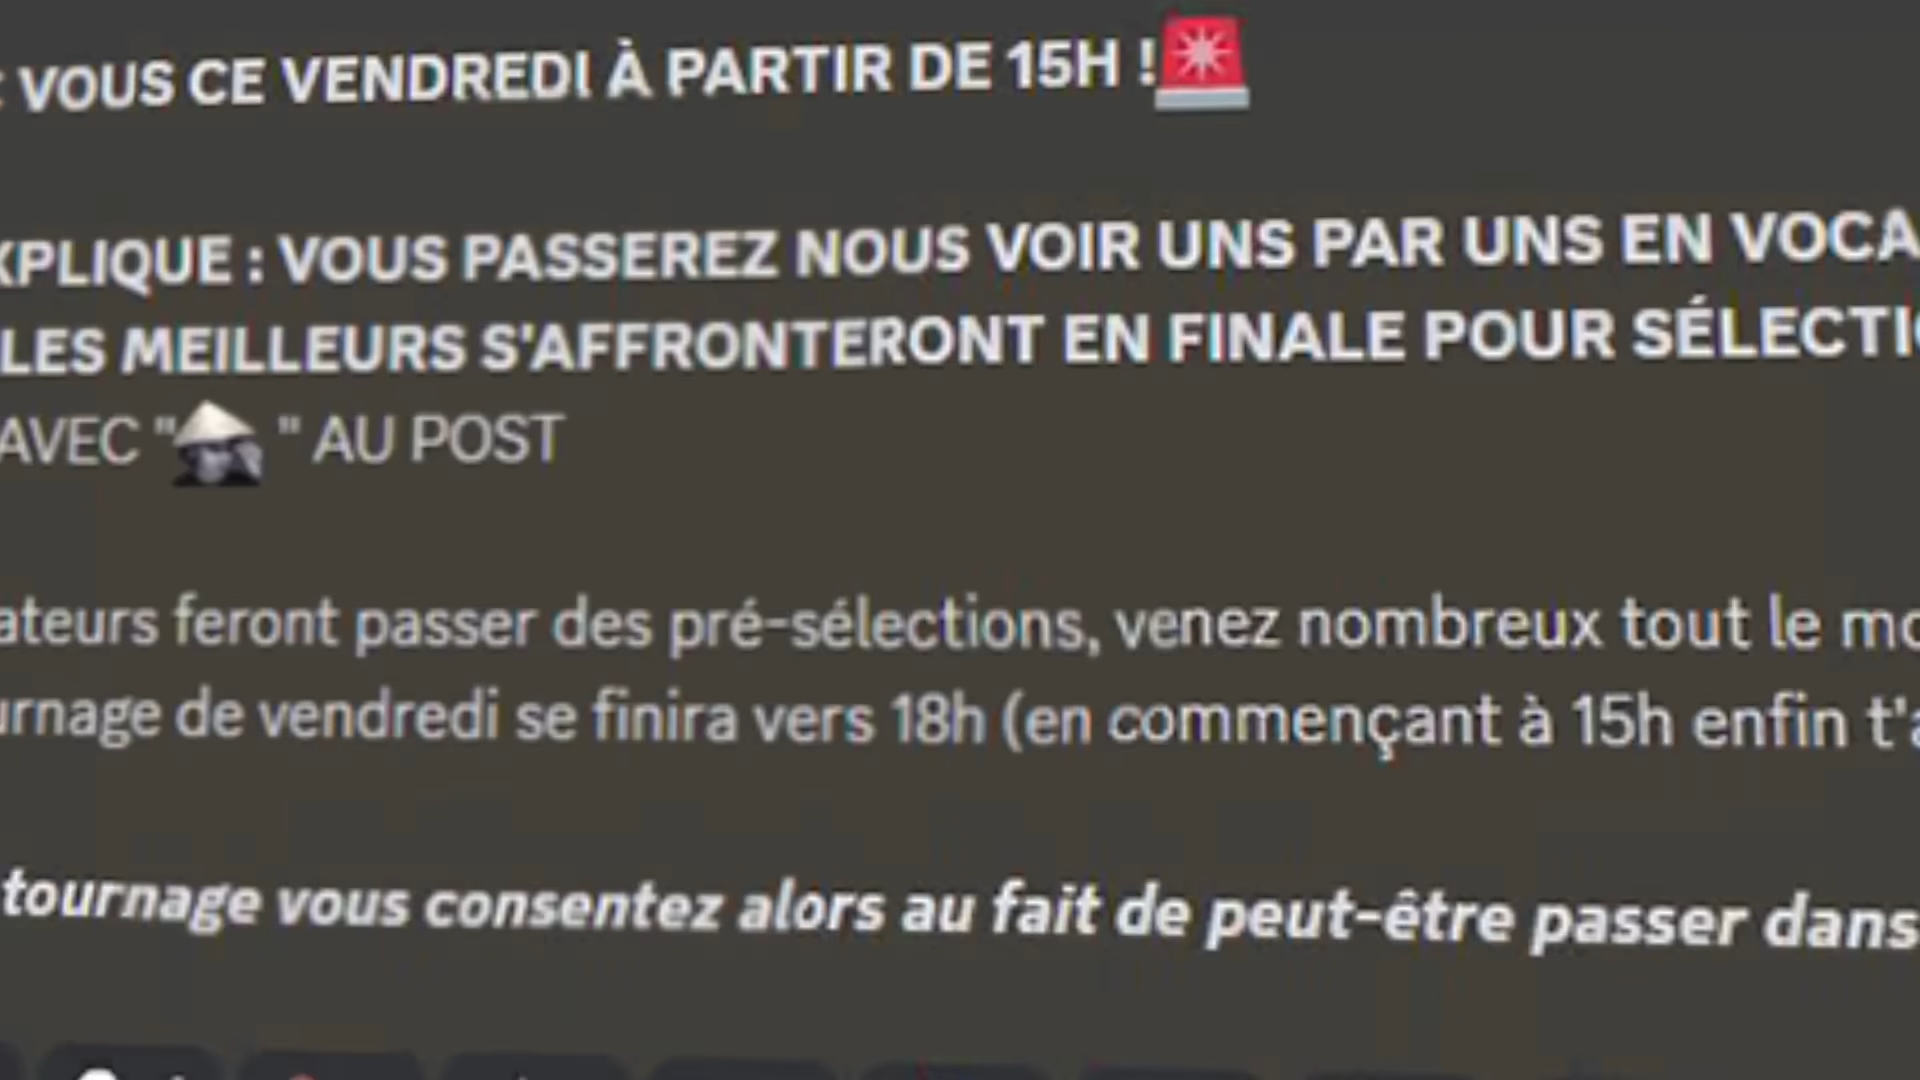 VOUS CE VENDREDI À PARTIR DE 15H !
XPLIQUE : VOUS PASSEREZ NOUS VOIR UNS PAR UNS EN VOCA
LES MEILLEURS S'AFFRONTERONT EN FINALE POUR SÉLECTI
AVEC " " AU POST
ateurs feront passer des pré-sélections, venez nombreux tout le mo
urnage de vendredi se finira vers 18h (en commençant à 15h enfin t'a
tournage vous consentez alors au fait de peut-être passer dans